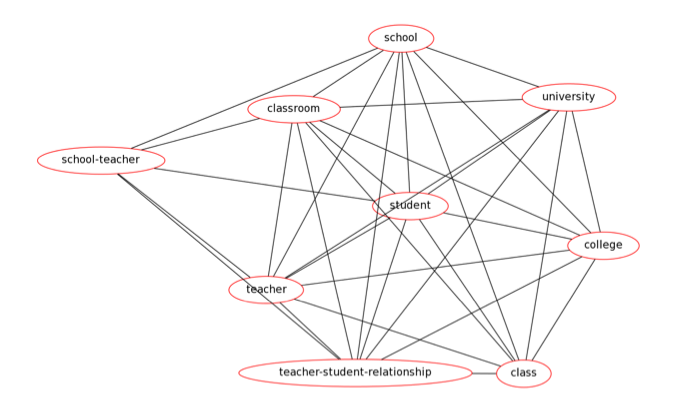 school
university
classroom
school-teacher
student
college
teacher
teacher-student-relationship
class